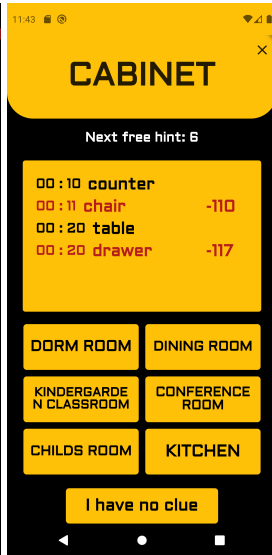 11:43
×
CABINET
Next free hint: 6
00 : 10 counter
00 : 11 chair -110
00 : 20 table
00 : 20 drawer -117
DORM ROOM DINING ROOM
KINDERGARDE CONFERENCE
N CLASSROOM ROOM
CHILDS ROOM KITCHEN
I have no clue